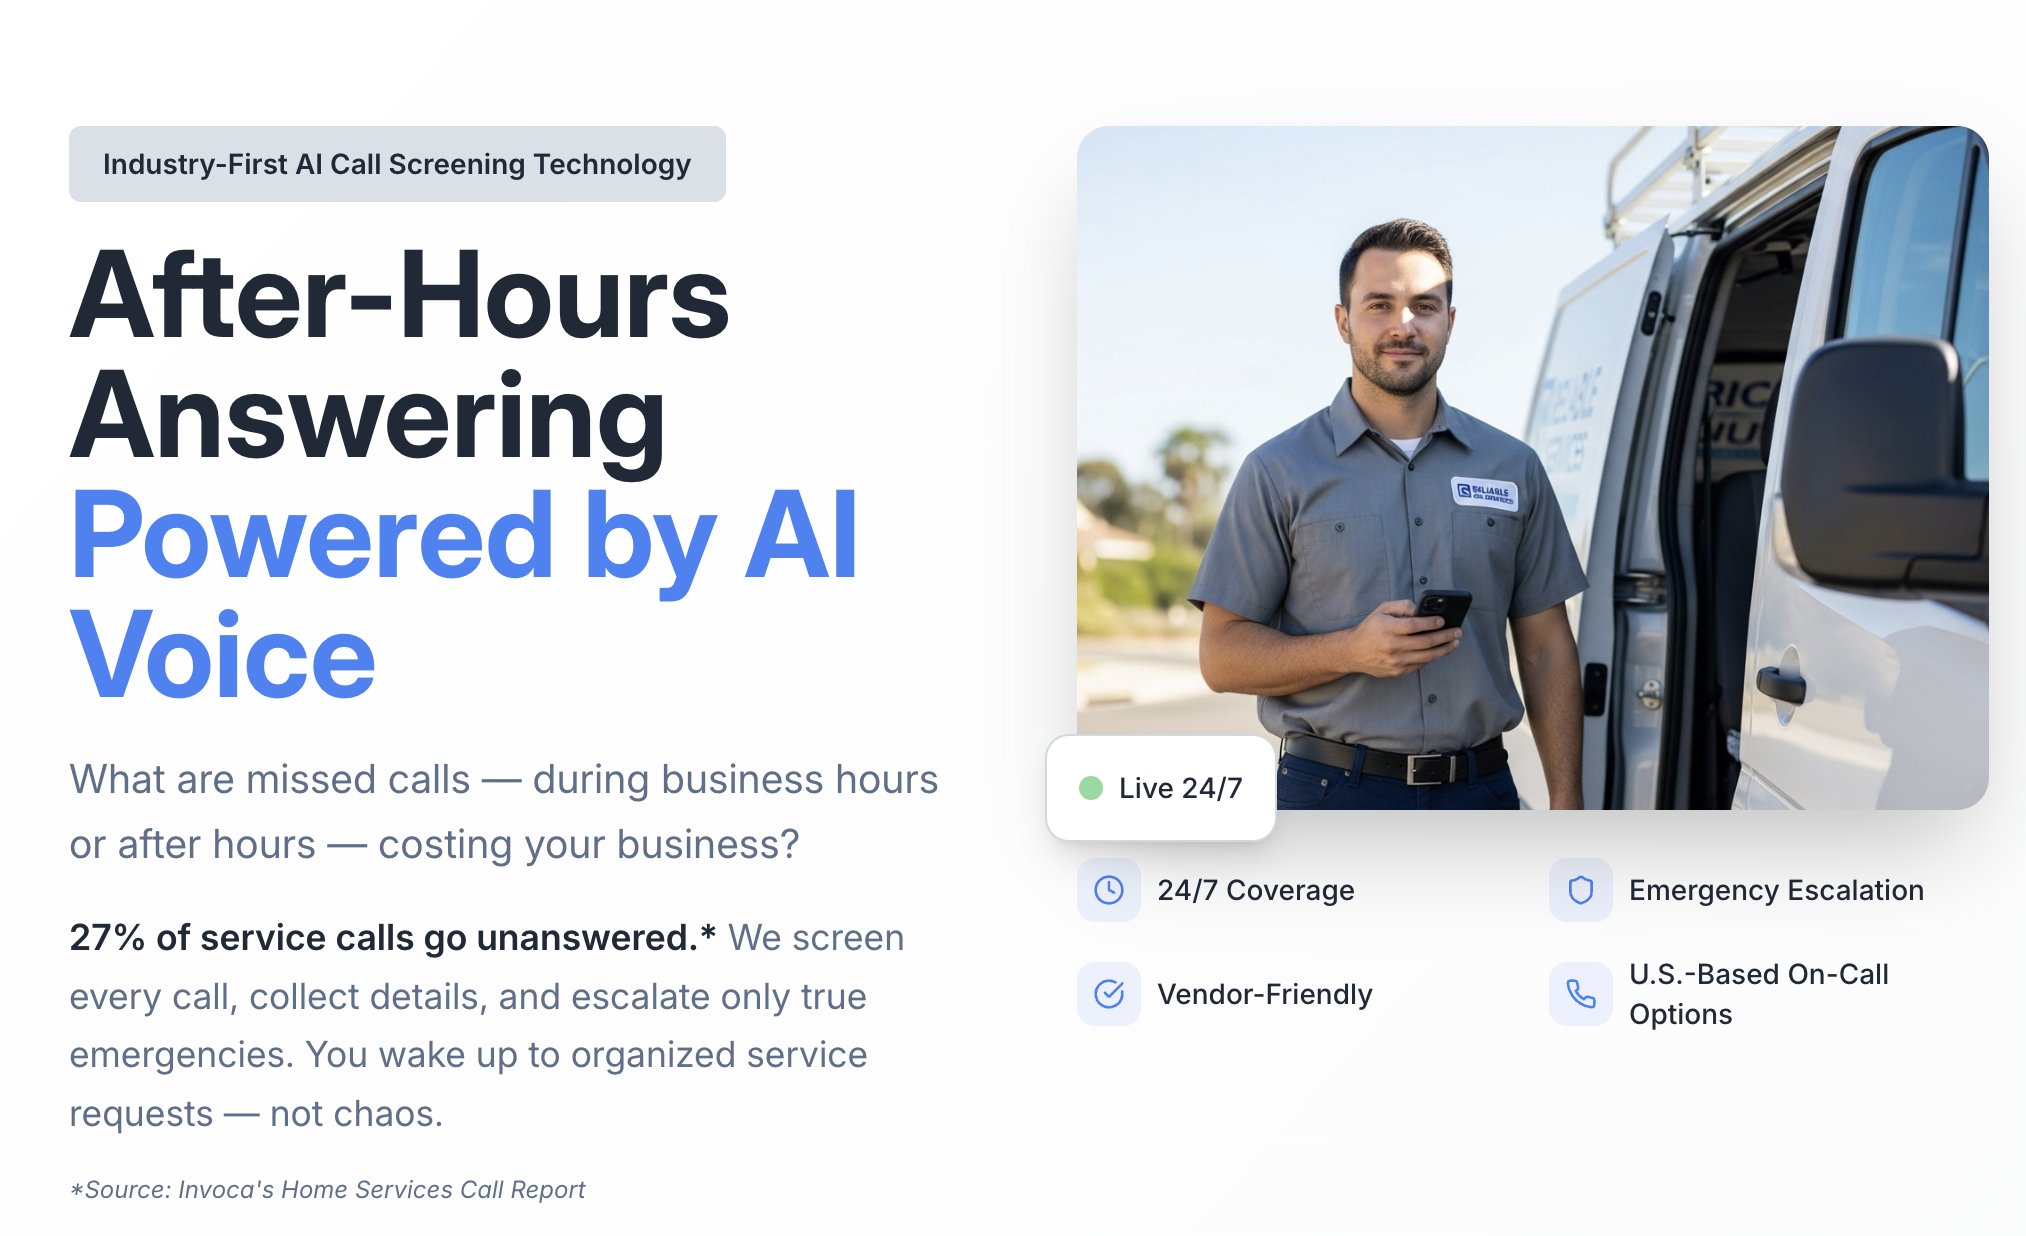 Industry-First AI Call Screening Technology
After-Hours
Answering
Powered by AI
Voice
What are missed calls — during business hours
or after hours — costing your business?
27% of service calls go unanswered.* We screen
every call, collect details, and escalate only true
emergencies. You wake up to organized service
requests — not chaos.
*Source: Invoca's Home Services Call Report
Live 24/7
24/7 Coverage
Emergency Escalation
Vendor-Friendly
U.S.-Based On-Call
Options